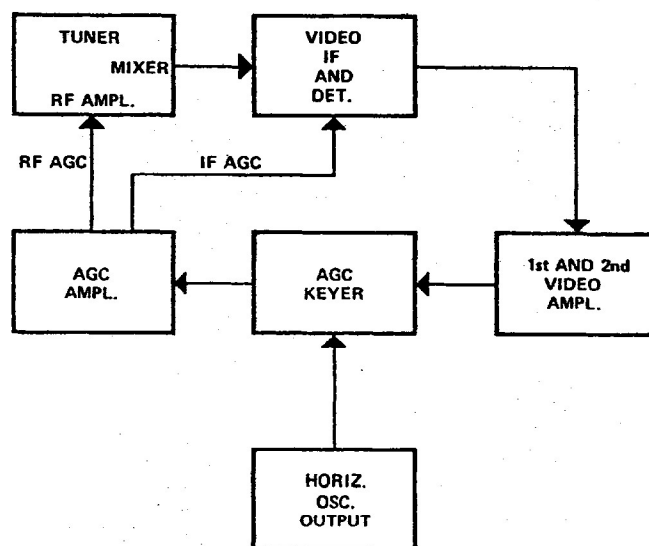 TUNER
MIXER
RF AMPL.
VIDEO
IF
AND
DET.
RF AGC
IF AGC
AGC
AMPL.
AGC
KEYER
1st AND 2nd
VIDEO
AMPL.
HORIZ.
OSC.
OUTPUT